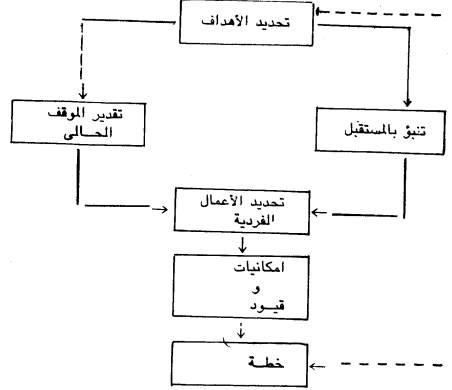 تحديد الأهداف
تنبؤ بالمستقبل
تقدير الموقف
الحالى
تحديد الأعمال
الفردية
امكانيات
و
قيود
خطة